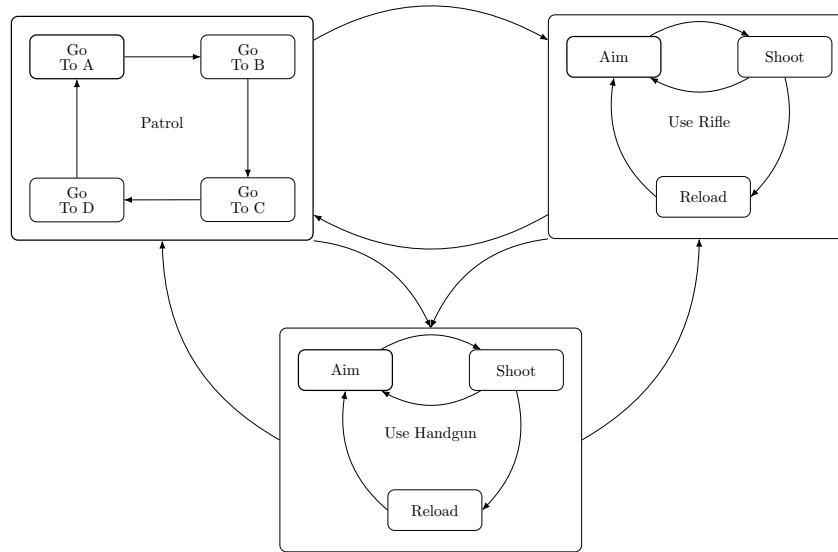 Go
To A
Go
To B
Patrol
Go
To D
Go
To C
Aim
Shoot
Use Rifle
Reload
Aim
Shoot
Use Handgun
Reload